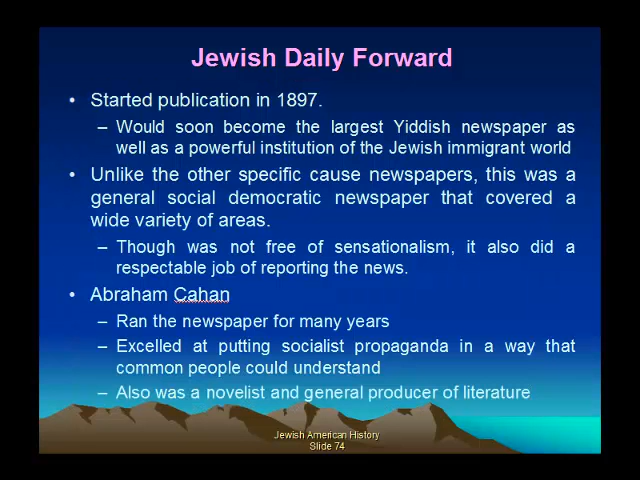 Jewish Daily Forward
• Started publication in 1897.
– Would soon become the largest Yiddish newspaper as
well as a powerful institution of the Jewish immigrant world
• Unlike the other specific cause newspapers, this was a
general social democratic newspaper that covered a
wide variety of areas.
– Though was not free of sensationalism, it also did a
respectable job of reporting the news.
• Abraham Cahan
– Ran the newspaper for many years
– Excelled at putting socialist propaganda in a way that
common people could understand
– Also was a novelist and general producer of literature
Jewish American History
Slide 74